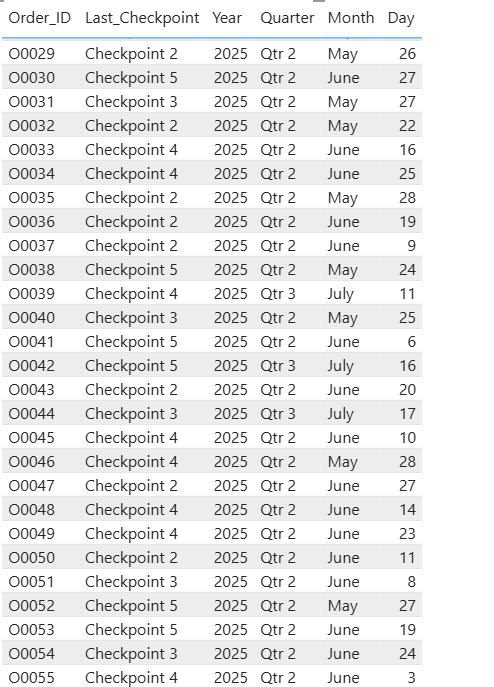 Order_ID Last_Checkpoint Year Quarter Month Day
O0029 Checkpoint 2 2025 Qtr 2 May 26
O0030 Checkpoint 5 2025 Qtr 2 June 27
O0031 Checkpoint 3 2025 Qtr 2 May 27
O0032 Checkpoint 2 2025 Qtr 2 May 22
O0033 Checkpoint 4 2025 Qtr 2 June 16
O0034 Checkpoint 4 2025 Qtr 2 June 25
O0035 Checkpoint 2 2025 Qtr 2 May 28
O0036 Checkpoint 2 2025 Qtr 2 June 19
O0037 Checkpoint 2 2025 Qtr 2 June 9
O0038 Checkpoint 5 2025 Qtr 2 May 24
O0039 Checkpoint 4 2025 Qtr 3 July 11
O0040 Checkpoint 3 2025 Qtr 2 May 25
O0041 Checkpoint 5 2025 Qtr 2 June 6
O0042 Checkpoint 5 2025 Qtr 3 July 16
O0043 Checkpoint 2 2025 Qtr 2 June 20
O0044 Checkpoint 3 2025 Qtr 3 July 17
O0045 Checkpoint 4 2025 Qtr 2 June 10
O0046 Checkpoint 4 2025 Qtr 2 May 28
O0047 Checkpoint 2 2025 Qtr 2 June 27
O0048 Checkpoint 4 2025 Qtr 2 June 14
O0049 Checkpoint 4 2025 Qtr 2 June 23
O0050 Checkpoint 2 2025 Qtr 2 June 11
O0051 Checkpoint 3 2025 Qtr 2 June 8
O0052 Checkpoint 5 2025 Qtr 2 May 27
O0053 Checkpoint 5 2025 Qtr 2 June 19
O0054 Checkpoint 3 2025 Qtr 2 June 24
O0055 Checkpoint 4 2025 Qtr 2 June 3